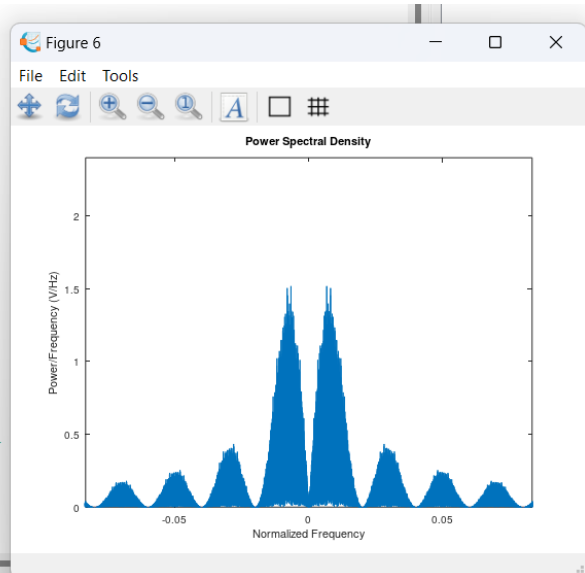 Figure 6
File Edit Tools
A
Power Spectral Density
2
1.5
1
0.5
0
Power/Frequency (V/Hz)
-0.05 0 0.05
Normalized Frequency